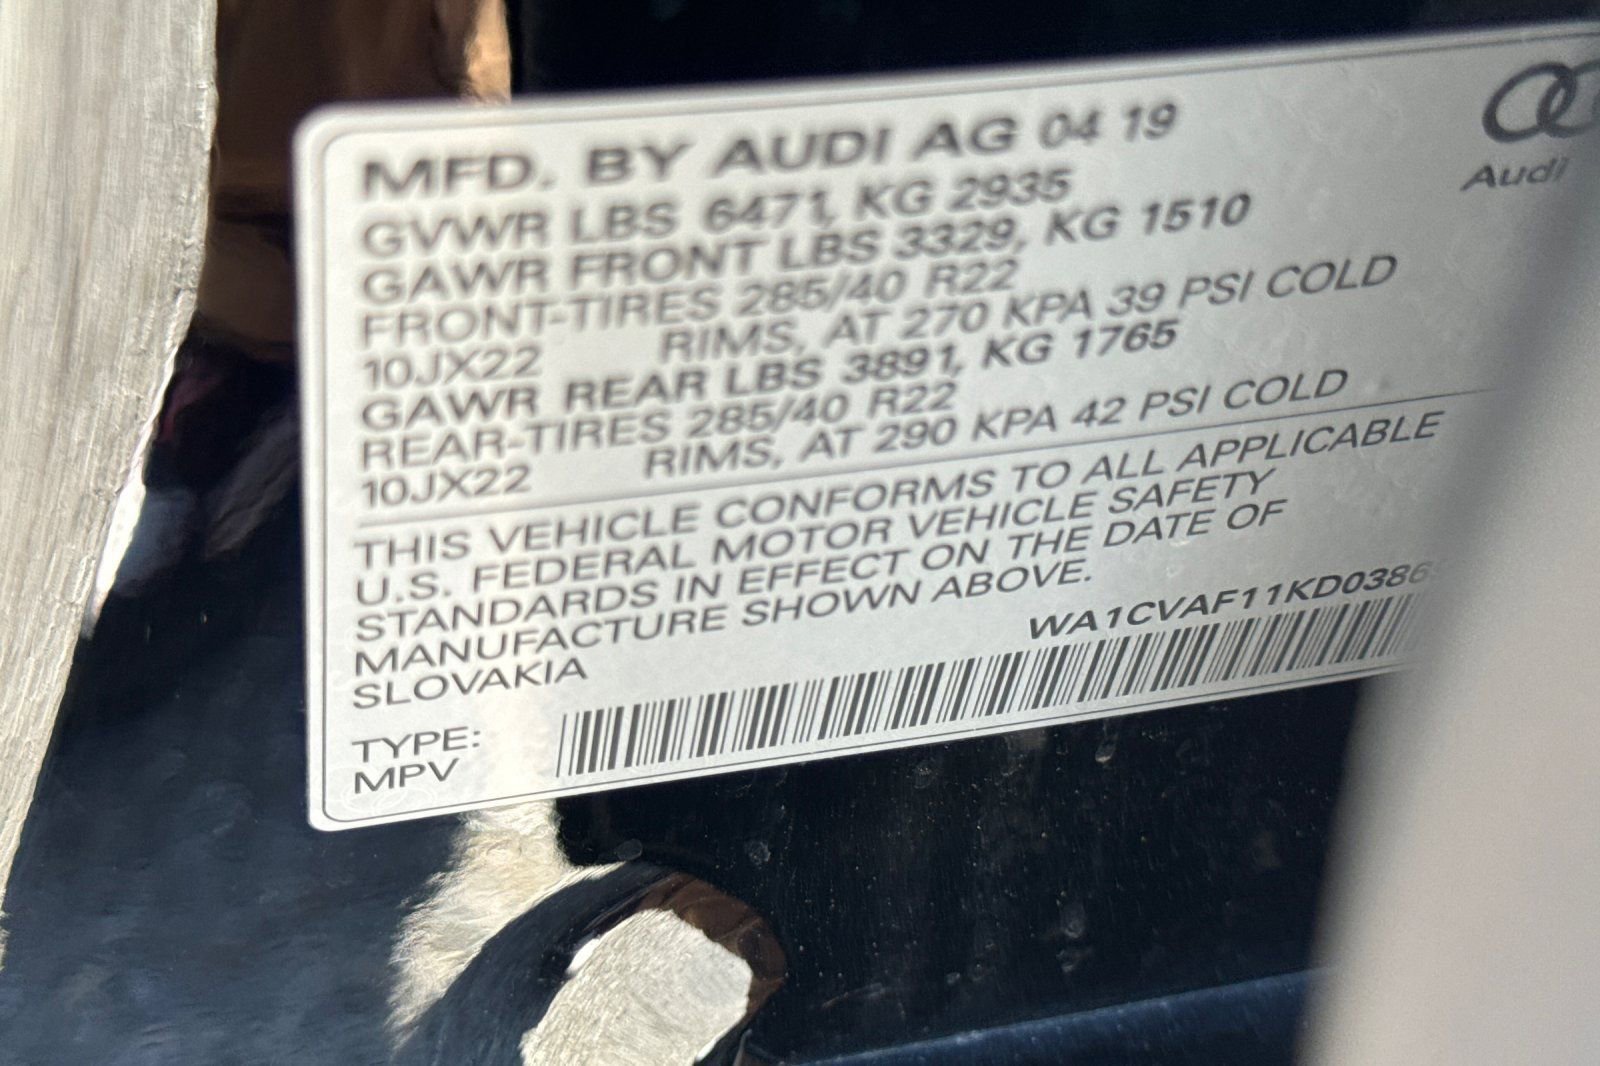 MFD. BY AUDI AG 04 19
Audi
GVWR LBS 6471, KG 2935
GAWR FRONT LBS 3329, KG 1510
FRONT-TIRES 285/40 R22
10JX22 RIMS, AT 270 KPA 39 PSI COLD
GAWR REAR LBS 3891, KG 1765
REAR-TIRES 285/40 R22
10JX22 RIMS, AT 290 KPA 42 PSI COLD
THIS VEHICLE CONFORMS TO ALL APPLICABLE
U.S. FEDERAL MOTOR VEHICLE SAFETY
STANDARDS IN EFFECT ON THE DATE OF
MANUFACTURE SHOWN ABOVE.
SLOVAKIA
WA1CVAF11KD0386
TYPE:
MPV